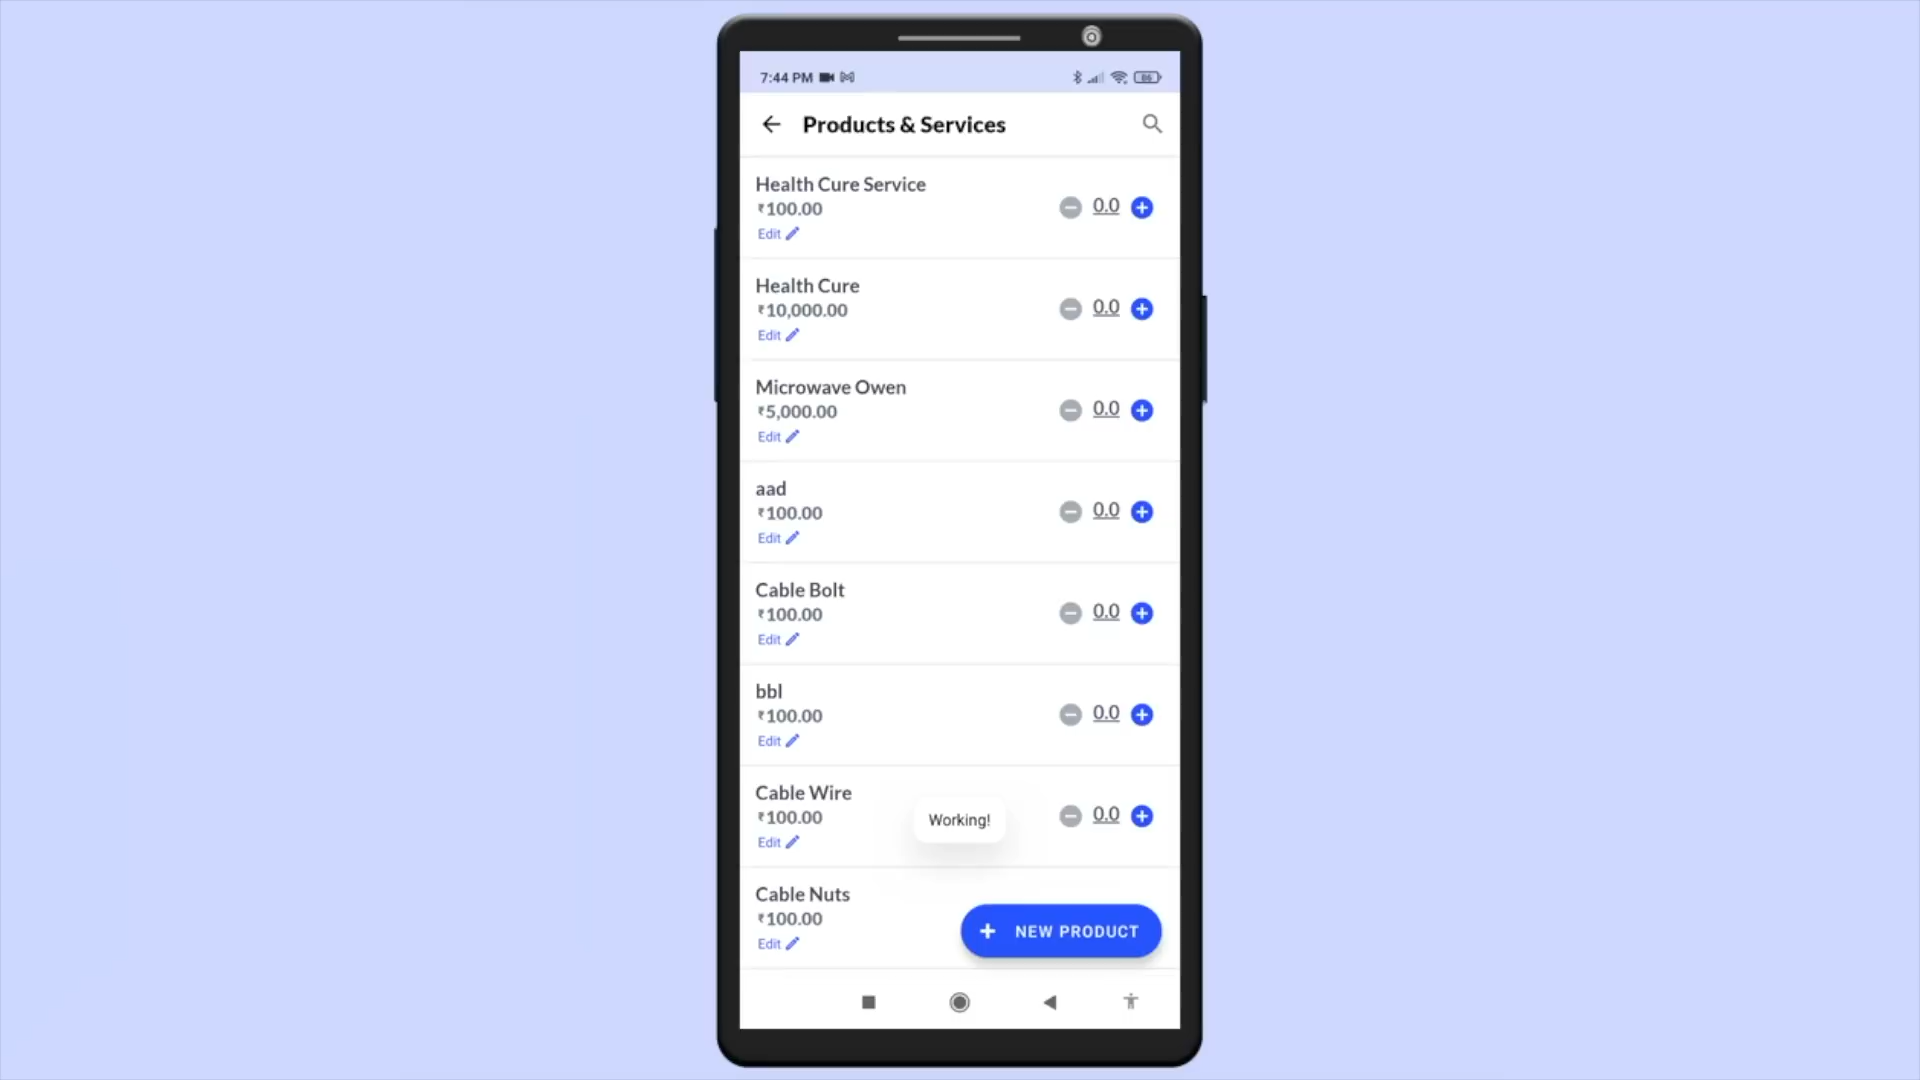 7:44 PM
86
Products & Services
Health Cure Service
₹100.00
0.0
Edit
Health Cure
₹10,000.00
0.0
Edit
Microwave Owen
₹5,000.00
0.0
Edit
aad
₹100.00
0.0
Edit
Cable Bolt
₹100.00
0.0
Edit
bbl
₹100.00
0.0
Edit
Cable Wire
₹100.00
0.0
Edit
Working!
Cable Nuts
₹100.00
Edit
+ NEW PRODUCT